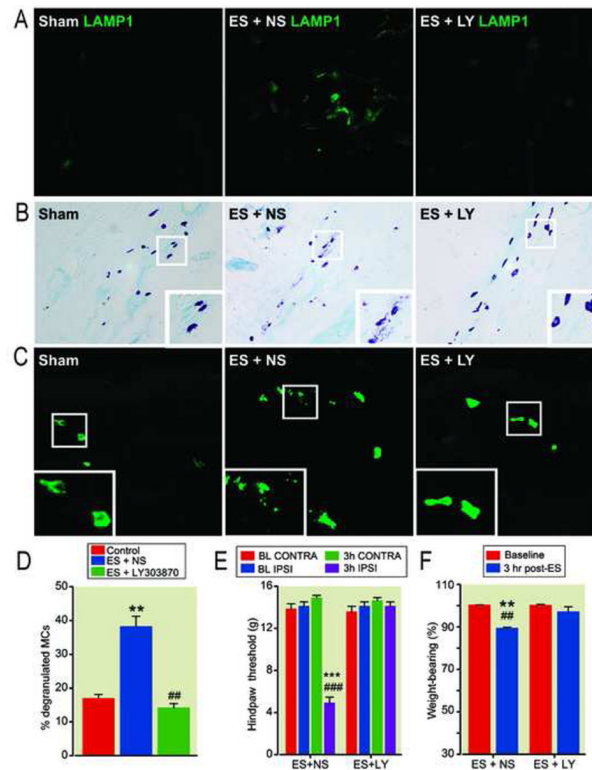 A
Sham LAMP1
ES + NS LAMP1
ES + LY LAMP1
B
Sham
ES + NS
ES + LY
C
Sham
ES + NS
ES + LY
D
Control
ES + NS
ES + LY303870
% degranulated MCs
50
40
30
20
10
0
**
##
E
BL CONTRA
3h CONTRA
BL IPSI
3h IPSI
Hindpaw threshold (g)
16
12
8
4
0
***
###
ES+NS
ES+LY
F
Baseline
3 hr post-ES
Weight-bearing (%)
110
90
70
50
30
**
##
ES + NS
ES + LY